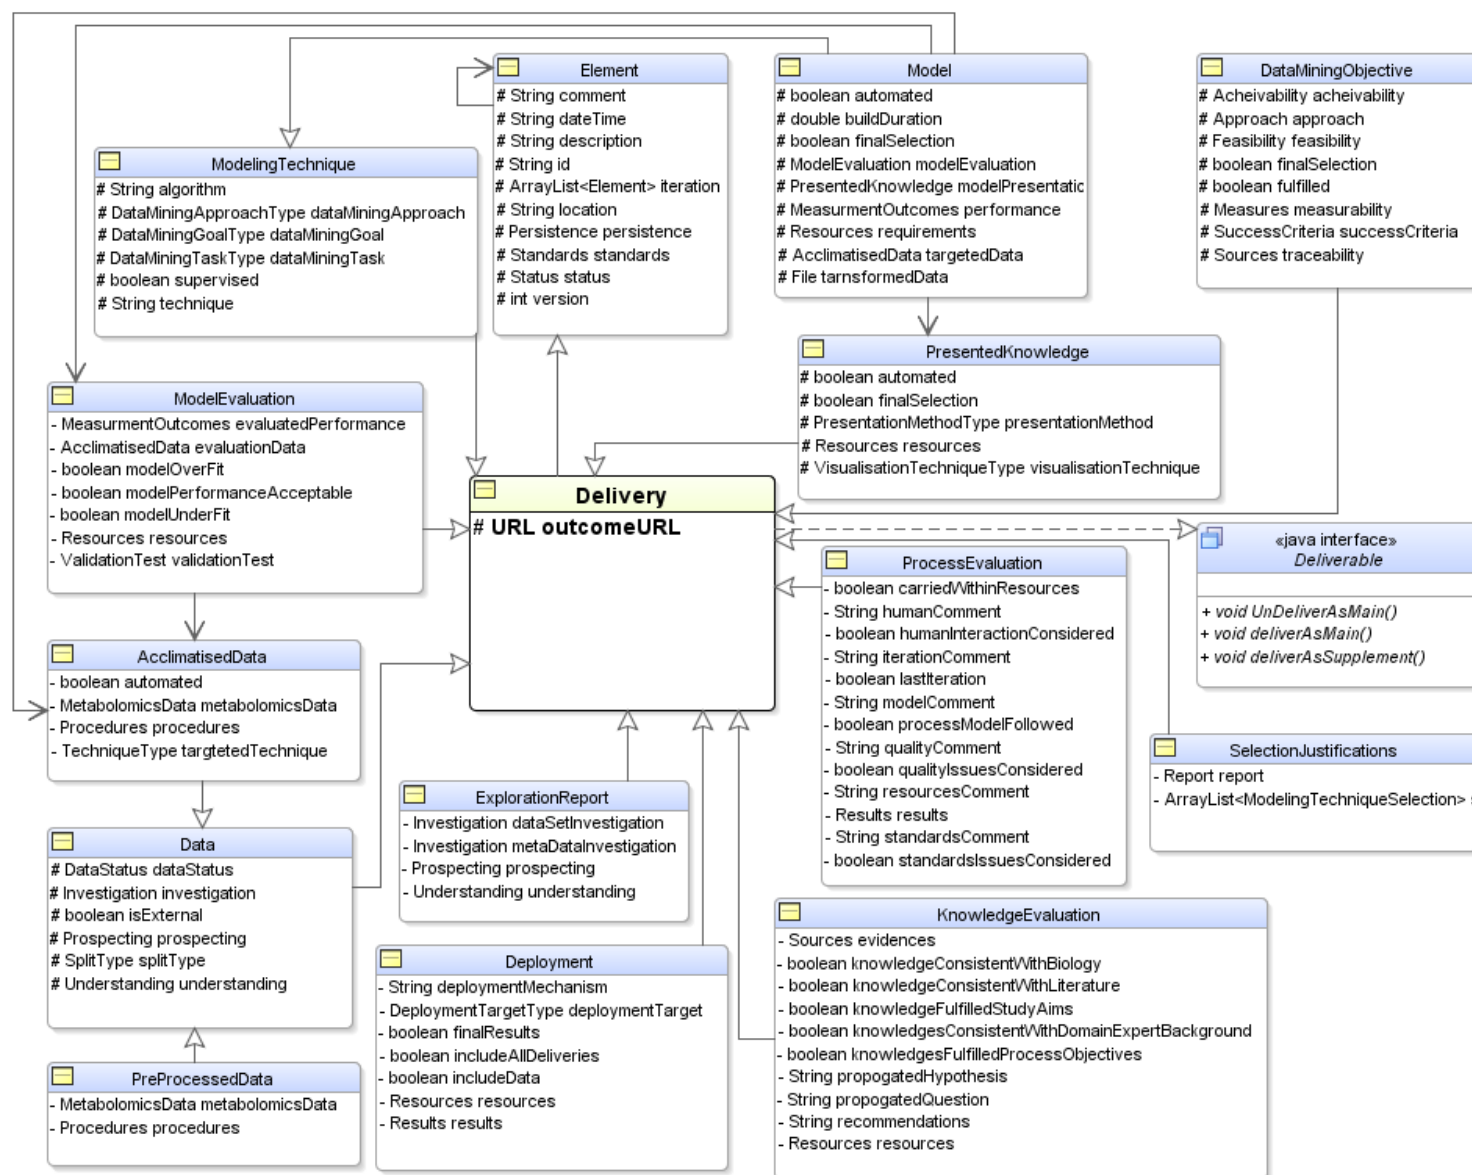 Element
# String comment
# String dateTime
# String description
# String id
# ArrayList<Element> iteration
# String location
# Persistence persistence
# Standards standards
# Status status
# int version
Model
# boolean automated
# double buildDuration
# boolean finalSelection
# ModelEvaluation modelEvaluation
# PresentedKnowledge modelPresentatic
# MeasurmentOutcomes performance
# Resources requirements
# AcclimatisedData targetedData
# File tarnsformedData
DataMiningObjective
# Acheivability acheivability
# Approach approach
# Feasibility feasibility
# boolean finalSelection
# boolean fulfilled
# Measures measurability
# SuccessCriteria successCriteria
# Sources traceability
ModelingTechnique
# String algorithm
# DataMiningApproachType dataMiningApproach
# DataMiningGoalType dataMiningGoal
# DataMiningTaskType dataMiningTask
# boolean supervised
# String technique
PresentedKnowledge
# boolean automated
# boolean finalSelection
# PresentationMethodType presentationMethod
# Resources resources
# VisualisationTechniqueType visualisationTechnique
ModelEvaluation
- MeasurmentOutcomes evaluatedPerformance
- AcclimatisedData evaluationData
- boolean modelOverFit
- boolean modelPerformanceAcceptable
- boolean modelUnderFit
- Resources resources
- ValidationTest validationTest
Delivery
# URL outcomeURL
«java interface»
Deliverable
+ void UnDeliverAsMain()
+ void deliverAsMain()
+ void deliverAsSupplement()
ProcessEvaluation
- boolean carriedWithinResources
- String humanComment
- boolean humanInteractionConsidered
- String iterationComment
- boolean lastIteration
- String modelComment
- boolean processModelFollowed
- String qualityComment
- boolean qualityIssuesConsidered
- String resourcesComment
- Results results
- String standardsComment
- boolean standardsIssuesConsidered
AcclimatisedData
- boolean automated
- MetabolomicsData metabolomicsData
- Procedures procedures
- TechniqueType targtetedTechnique
SelectionJustifications
- Report report
- ArrayList<ModelingTechniqueSelection> s
ExplorationReport
- Investigation dataSetInvestigation
- Investigation metaDataInvestigation
- Prospecting prospecting
- Understanding understanding
Data
# DataStatus dataStatus
# Investigation investigation
# boolean isExternal
# Prospecting prospecting
# SplitType splitType
# Understanding understanding
KnowledgeEvaluation
- Sources evidences
- boolean knowledgeConsistentWithBiology
- boolean knowledgeConsistentWithLiterature
- boolean knowledgeFulfilledStudyAims
- boolean knowledgesConsistentWithDomainExpertBackground
- boolean knowledgesFulfilledProcessObjectives
- String propogatedHypothesis
- String propogatedQuestion
- String recommendations
- Resources resources
Deployment
- String deploymentMechanism
- DeploymentTargetType deploymentTarget
- boolean finalResults
- boolean includeAllDeliveries
- boolean includeData
- Resources resources
- Results results
PreProcessedData
- MetabolomicsData metabolomicsData
- Procedures procedures